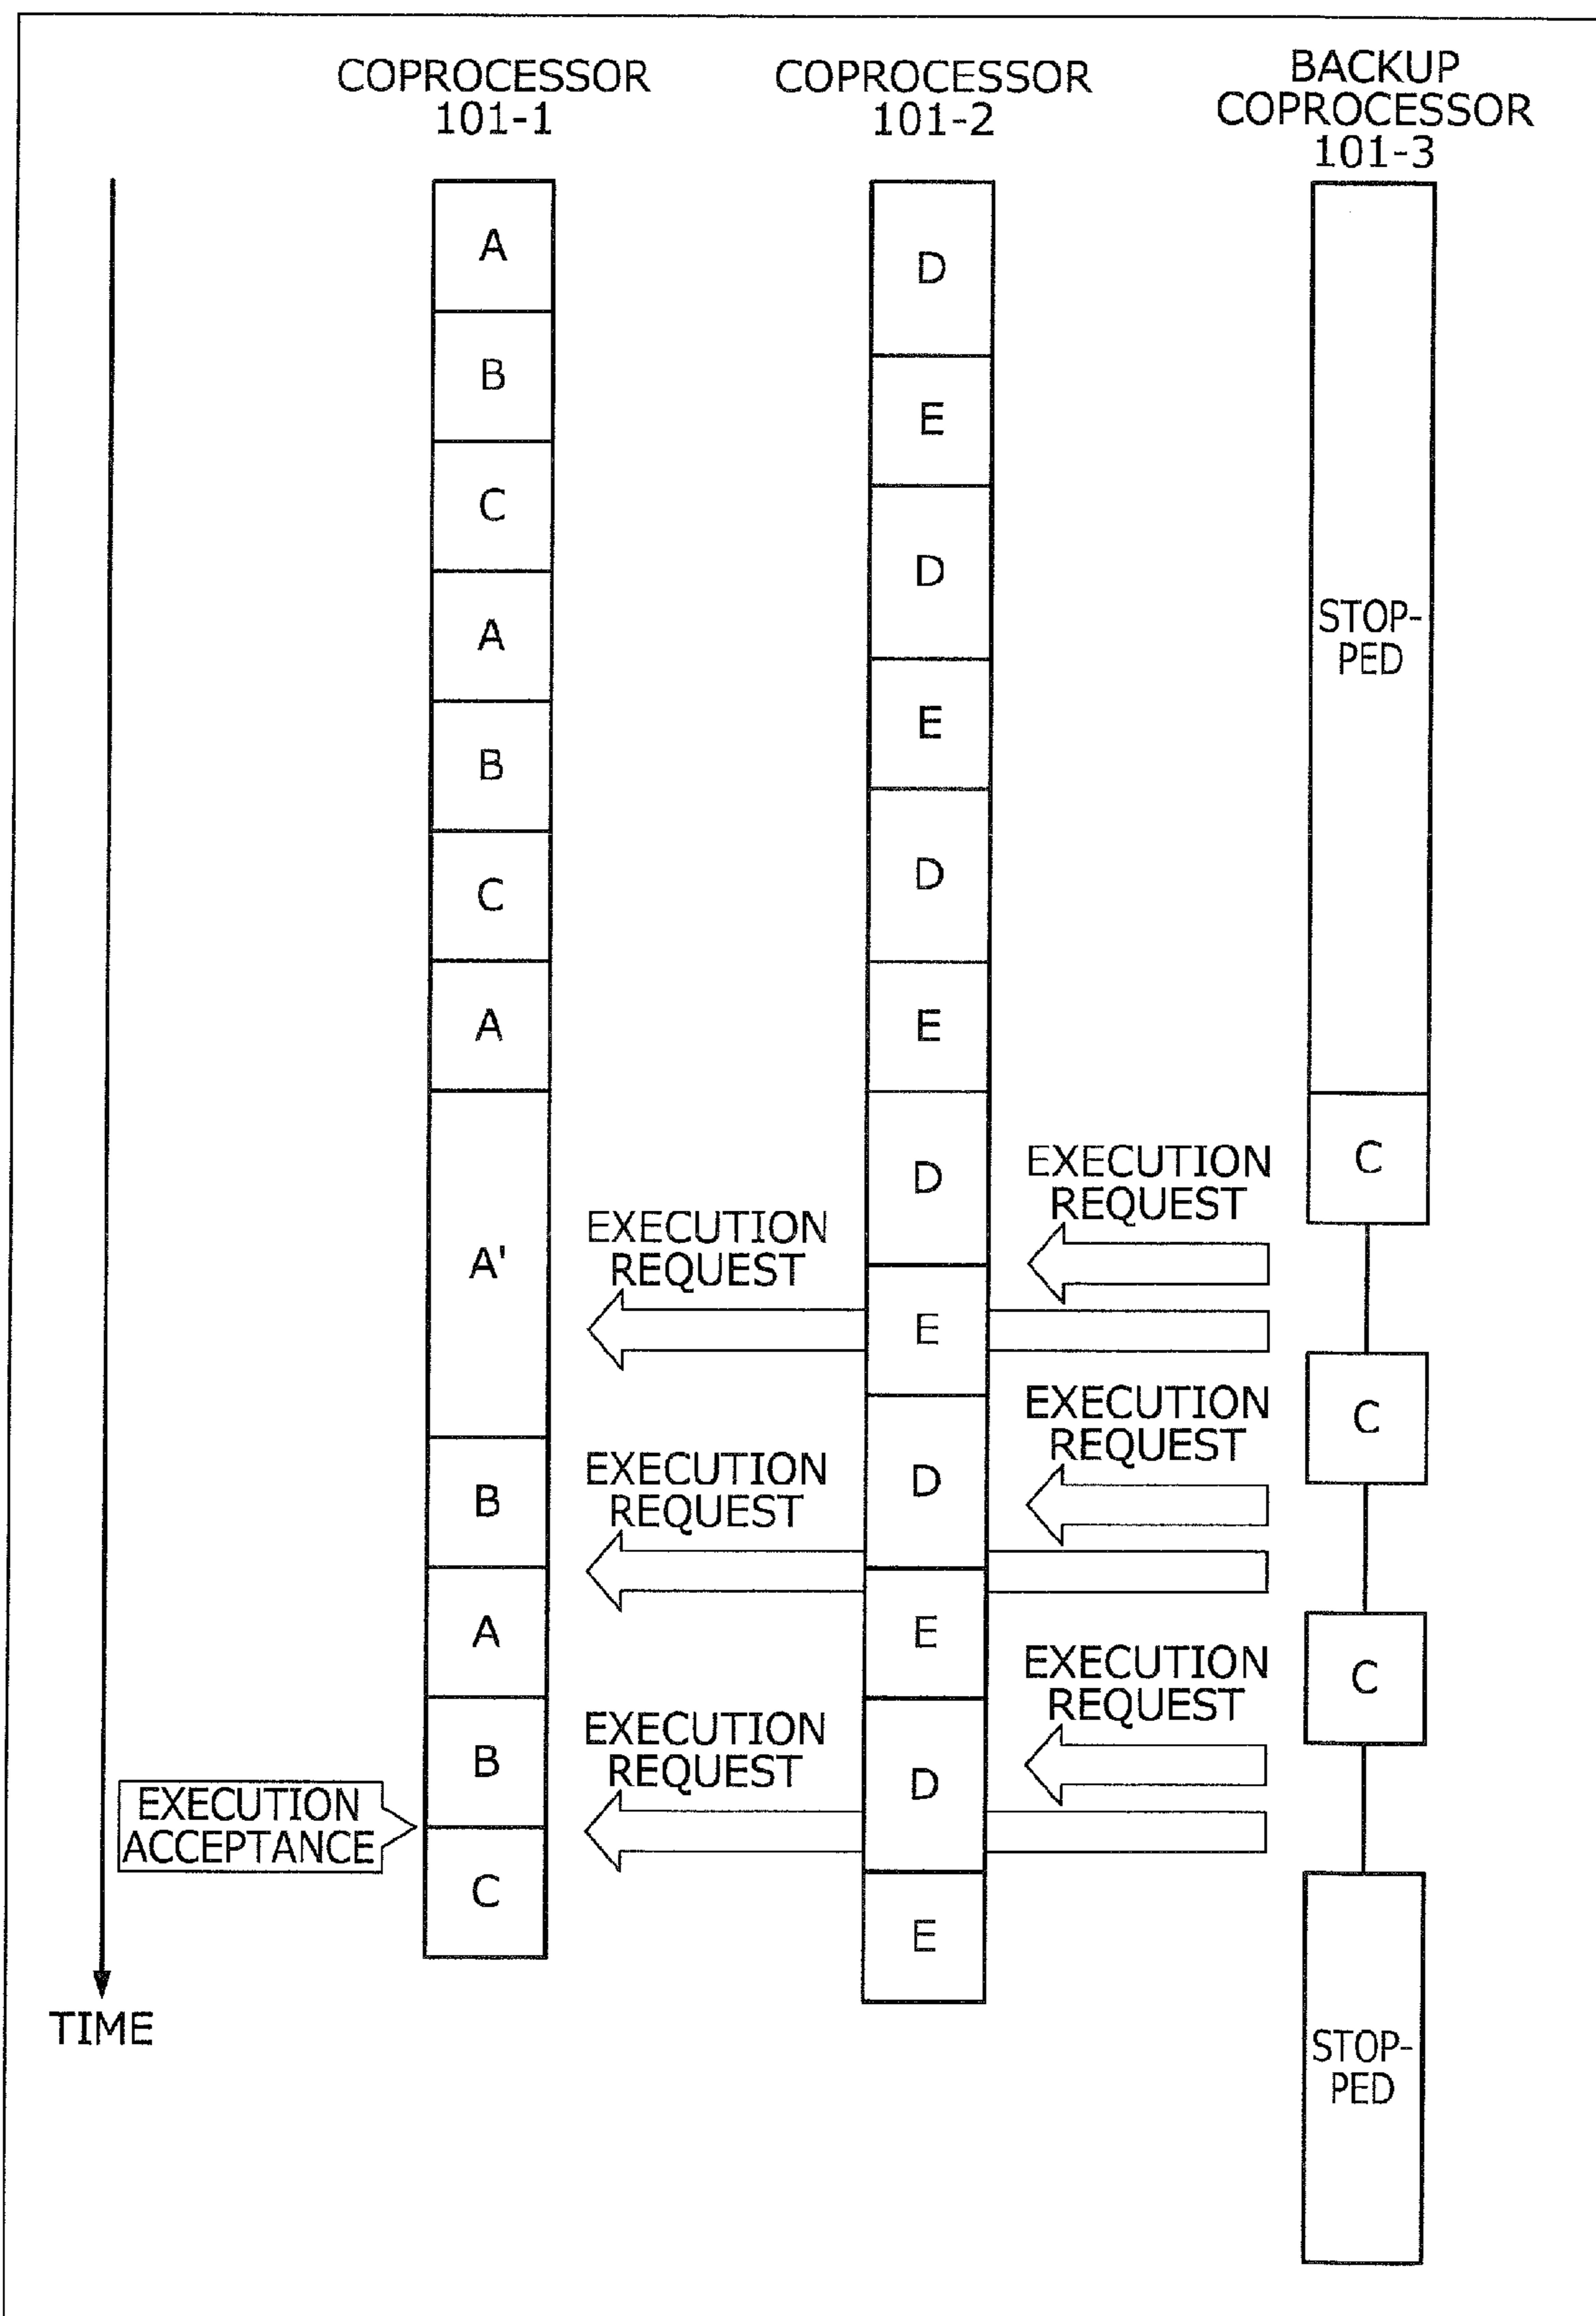 COPROCESSOR
101-1
COPROCESSOR
101-2
BACKUP
COPROCESSOR
101-3
A
D
B
E
C
D
STOP-
PED
A
E
B
D
C
E
A
C
EXECUTION
REQUEST
D
EXECUTION
REQUEST
A'
E
EXECUTION
REQUEST
C
EXECUTION
REQUEST
D
B
A
E
EXECUTION
REQUEST
C
EXECUTION
REQUEST
B
D
EXECUTION
ACCEPTANCE
C
E
TIME
STOP-
PED